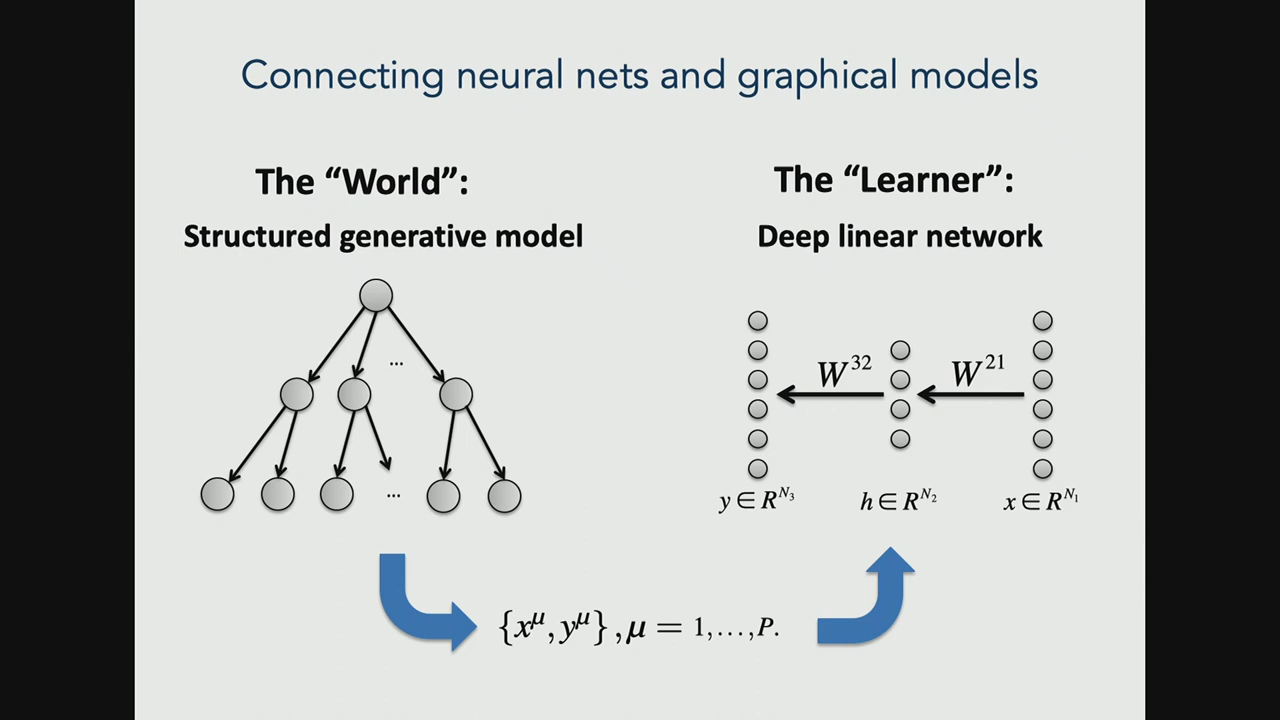 Connecting neural nets and graphical models
The “World”:
Structured generative model
...
...
The “Learner”:
Deep linear network
W³² W²¹
y ∈ R^{N₃} h ∈ R^{N₂} x ∈ R^{N₁}
{x^μ, y^μ}, μ = 1,...,P.